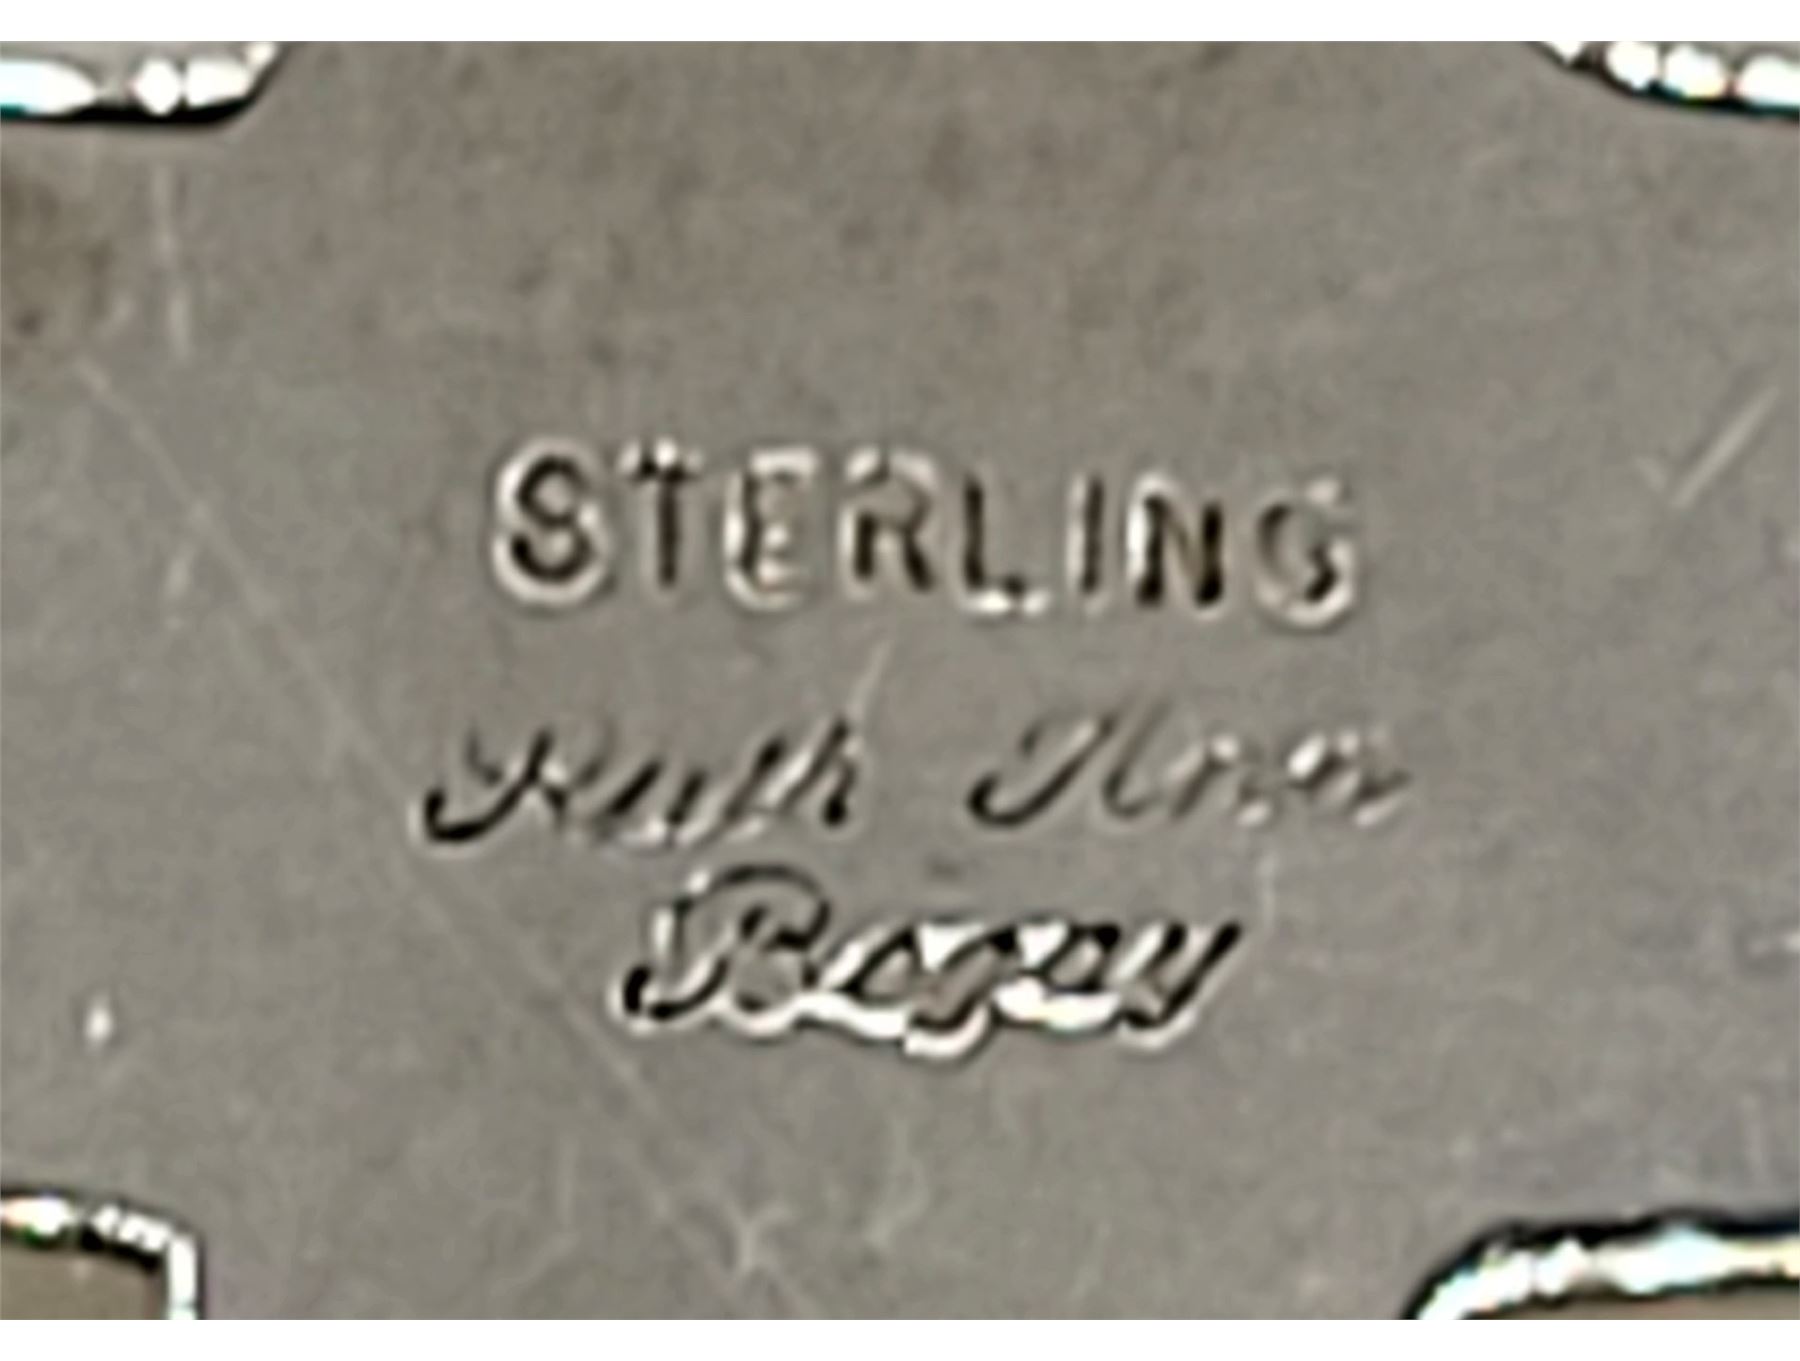 STERLING
Ruth Ann
Begay